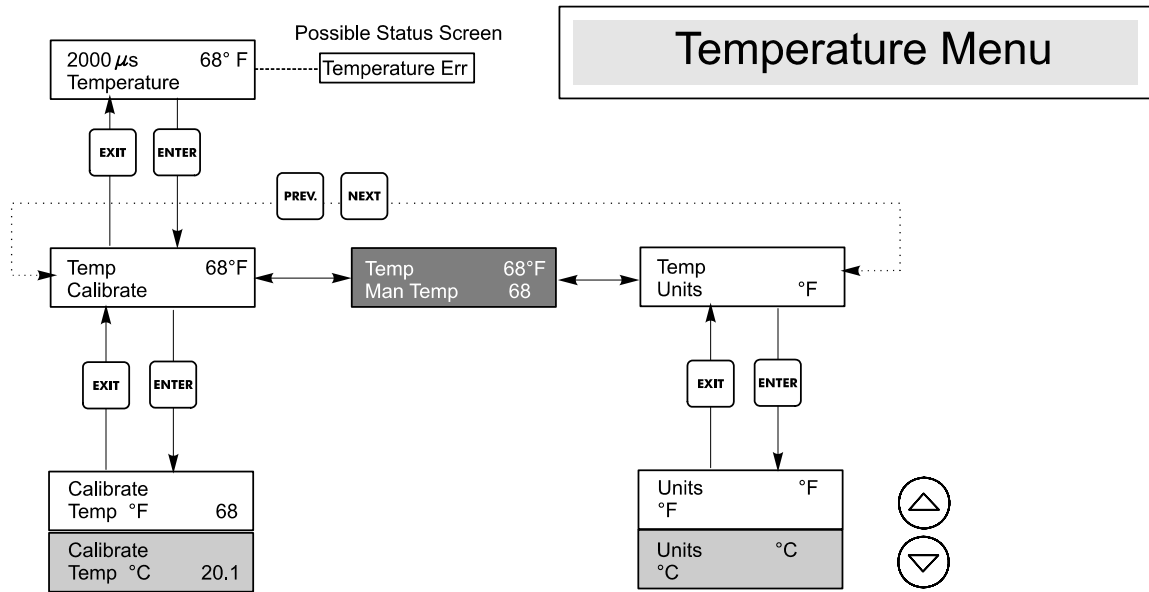 Temperature Menu
Possible Status Screen
2000 μs 68° F
Temperature
Temperature Err
EXIT
ENTER
PREV.
NEXT
Temp 68°F
Calibrate
Temp 68°F
Man Temp 68
Temp
Units °F
EXIT
ENTER
EXIT
ENTER
Calibrate
Temp °F 68
Calibrate
Temp °C 20.1
Units °F
°F
Units °C
°C